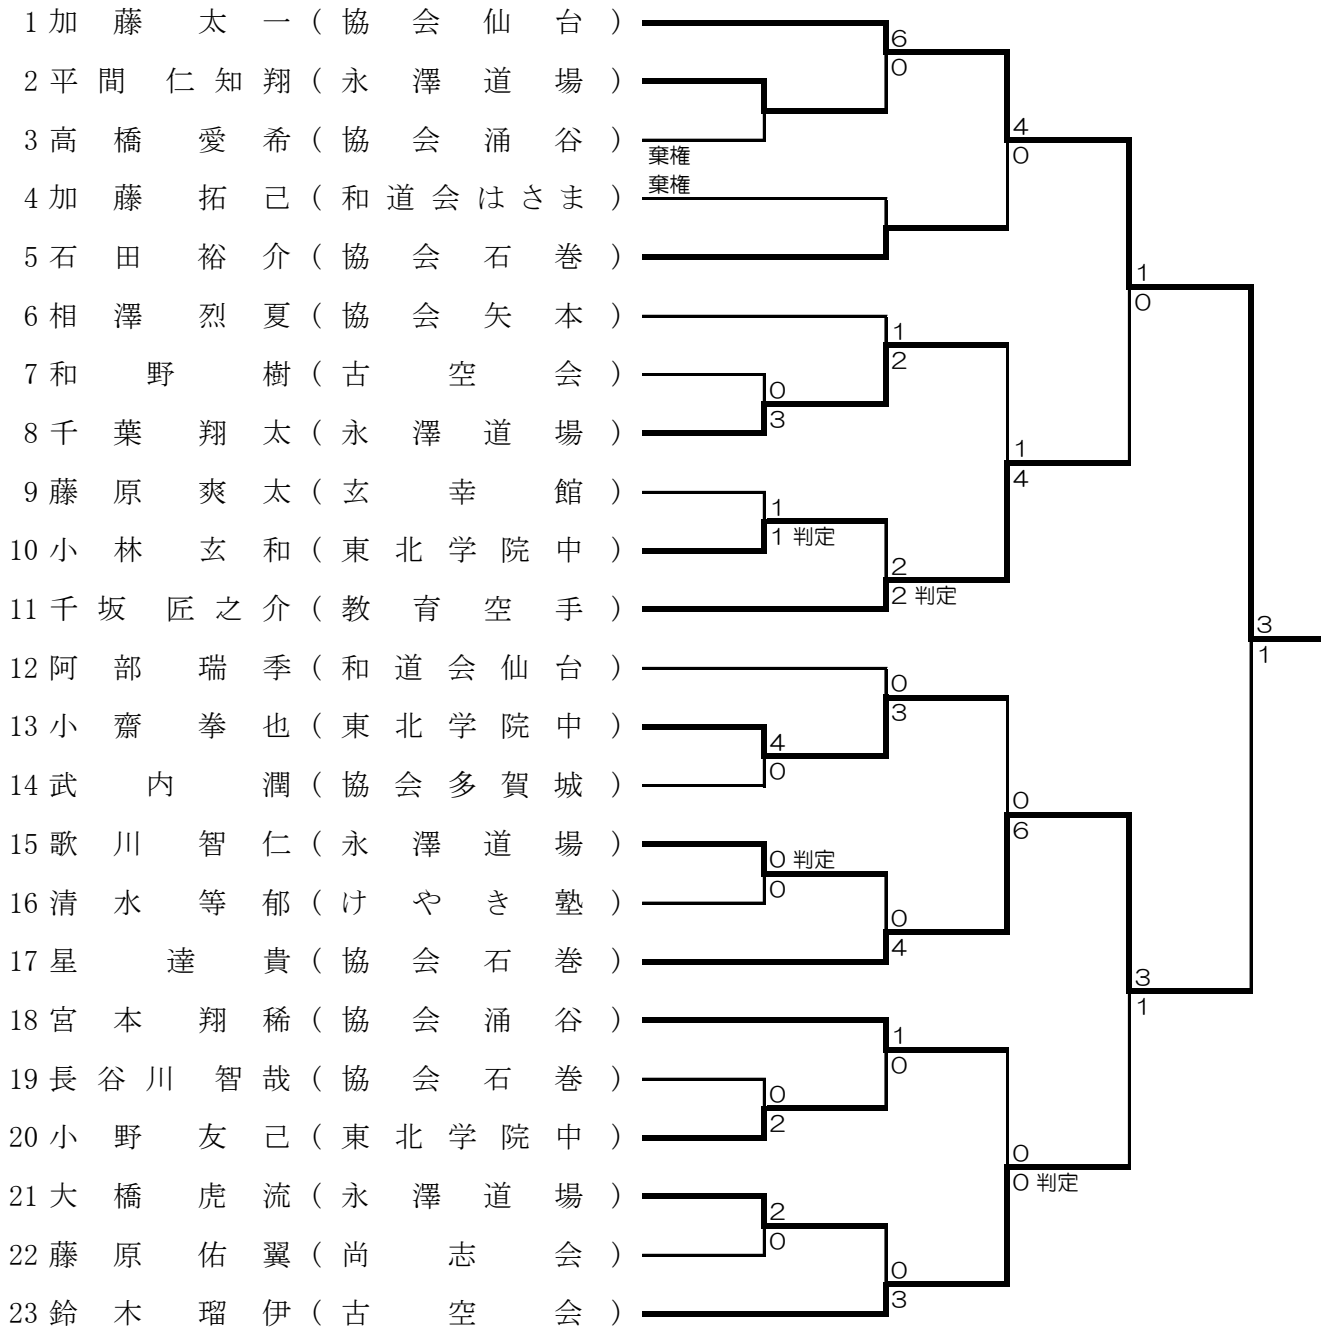 1 加藤 太一 (協会仙台)
6
0
2 平間 仁知翔 (永澤道場)
3 高橋 愛希 (協会涌谷)
棄権
4
0
棄権
4 加藤 拓己 (和道会はさま)
5 石田 裕介 (協会石巻)
1
0
6 相澤 烈夏 (協会矢本)
1
2
7 和野 樹 (古空会)
0
3
8 千葉 翔太 (永澤道場)
1
4
9 藤原 爽太 (玄幸館)
1
1 判定
10 小林 玄和 (東北学院中)
2
2 判定
11 千坂 匠之介 (教育空手)
3
1
12 阿部 瑞季 (和道会仙台)
0
3
13 小齋 拳也 (東北学院中)
4
0
14 武内 潤 (協会多賀城)
0
6
15 歌川 智仁 (永澤道場)
0 判定
0
16 清水 等郁 (けやき塾)
0
4
17 星 達貴 (協会石巻)
3
1
18 宮本 翔稀 (協会涌谷)
1
0
19 長谷川 智哉 (協会石巻)
0
2
20 小野 友己 (東北学院中)
0
0 判定
21 大橋 虎流 (永澤道場)
2
0
22 藤原 佑翼 (尚志会)
0
3
23 鈴木 瑠伊 (古空会)